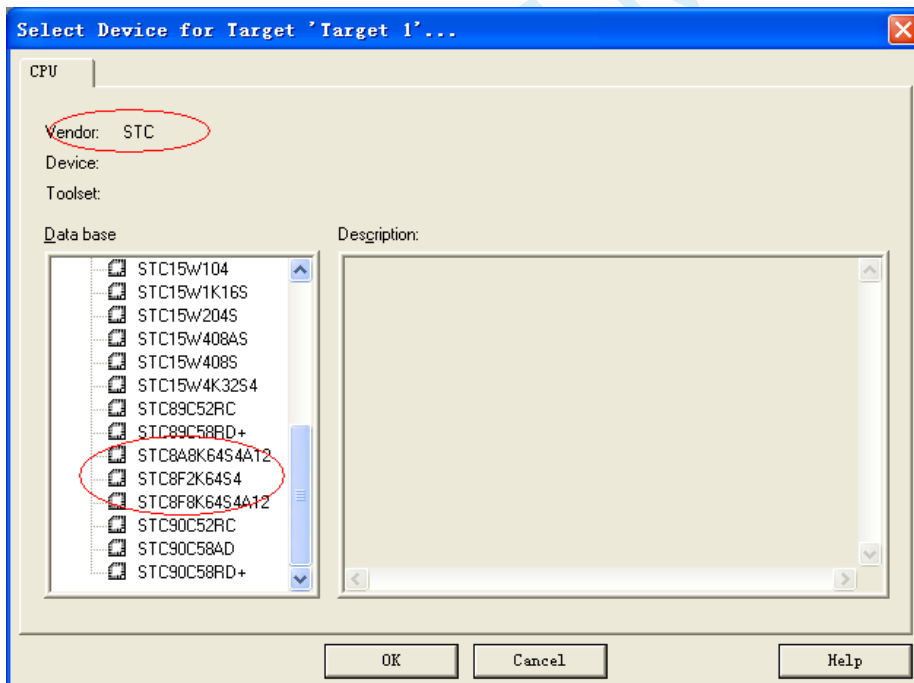 Select Device for Target 'Target 1'...
CPU
Vendor: STC
Device:
Toolset:
Data base
Description:
STC15W104
STC15W1K16S
STC15W204S
STC15W408AS
STC15W408S
STC15W4K32S4
STC89C52RC
STC89C58RD+
STC8A8K64S4A12
STC8F2K64S4
STC8F8K64S4A12
STC90C52RC
STC90C58AD
STC90C58RD+
OK
Cancel
Help